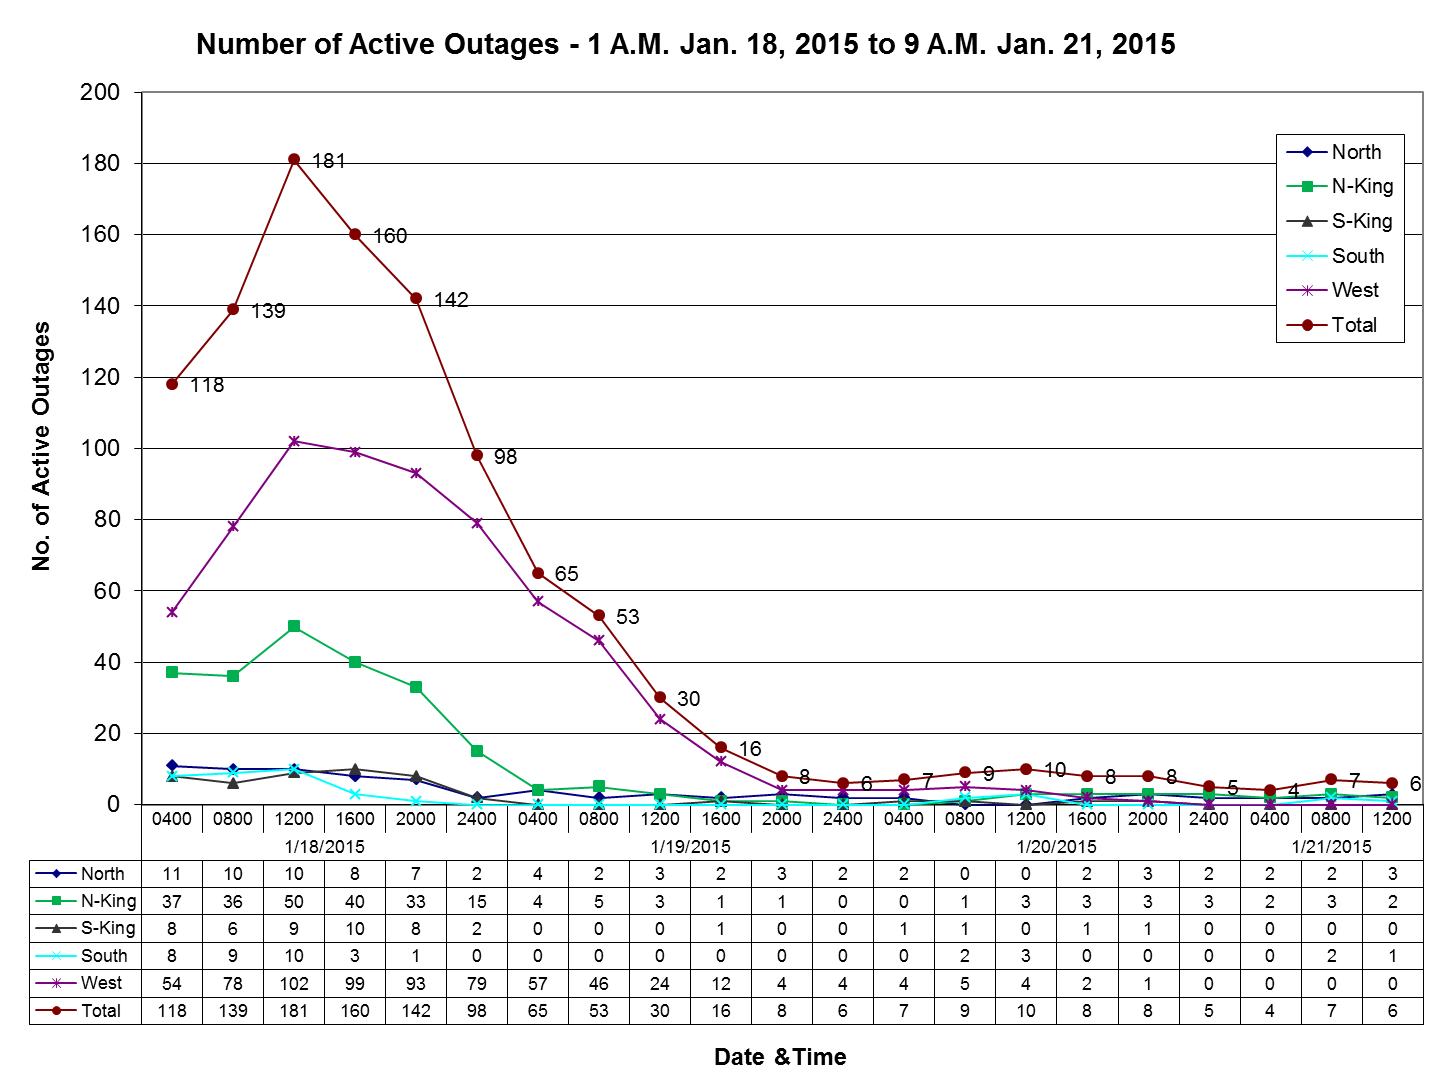 Number of Active Outages - 1 A.M. Jan. 18, 2015 to 9 A.M. Jan. 21, 2015
No. of Active Outages
200
180
160
140
120
100
80
60
40
20
0
118
139
181
160
142
98
65
53
30
16
8
6
7
9
10
8
8
5
4
7
6
North
N-King
S-King
South
West
Total
0400 0800 1200 1600 2000 2400 0400 0800 1200 1600 2000 2400 0400 0800 1200 1600 2000 2400 0400 0800 1200
1/18/2015 1/19/2015 1/20/2015 1/21/2015
North 11 10 10 8 7 2 4 2 3 2 3 2 2 0 0 2 3 2 2 2 3
N-King 37 36 50 40 33 15 4 5 3 1 1 0 0 1 3 3 3 3 2 3 2
S-King 8 6 9 10 8 2 0 0 0 1 0 0 1 1 0 1 1 0 0 0 0
South 8 9 10 3 1 0 0 0 0 0 0 0 0 2 3 0 0 0 0 2 1
West 54 78 102 99 93 79 57 46 24 12 4 4 4 5 4 2 1 0 0 0 0
Total 118 139 181 160 142 98 65 53 30 16 8 6 7 9 10 8 8 5 4 7 6
Date &Time